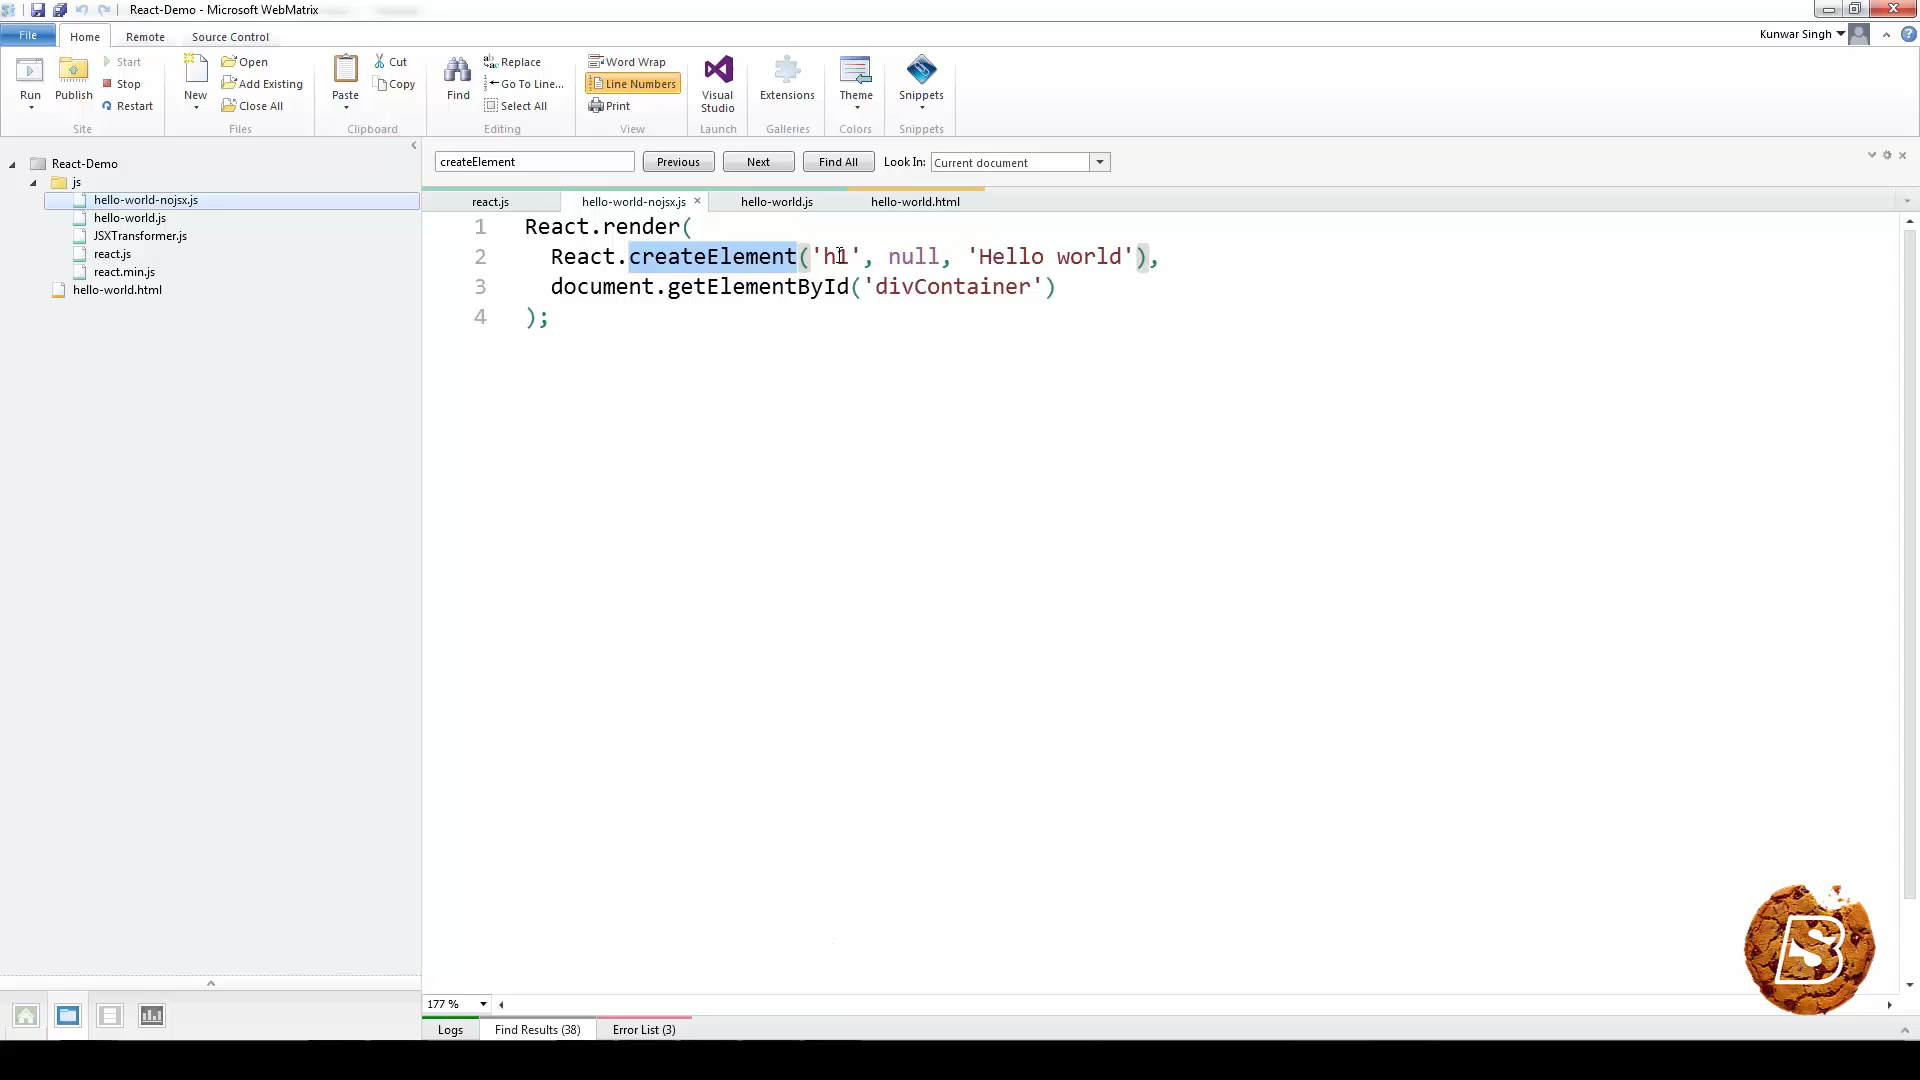 React-Demo - Microsoft WebMatrix
File
Home
Remote
Source Control
Kunwar Singh
Run
Publish
Start
Stop
Restart
Site
New
Open
Add Existing
Close All
Files
Paste
Cut
Copy
Clipboard
Find
Replace
Go To Line...
Select All
Editing
Word Wrap
Line Numbers
Print
View
Visual
Studio
Launch
Extensions
Galleries
Theme
Colors
Snippets
Snippets
React-Demo
js
hello-world-nojsx.js
hello-world.js
JSXTransformer.js
react.js
react.min.js
hello-world.html
createElement
Previous
Next
Find All
Look In:
Current document
react.js
hello-world-nojsx.js
hello-world.js
hello-world.html
1 React.render(
2 React.createElement('h1', null, 'Hello world'),
3 document.getElementById('divContainer')
4 );
177 %
Logs
Find Results (38)
Error List (3)